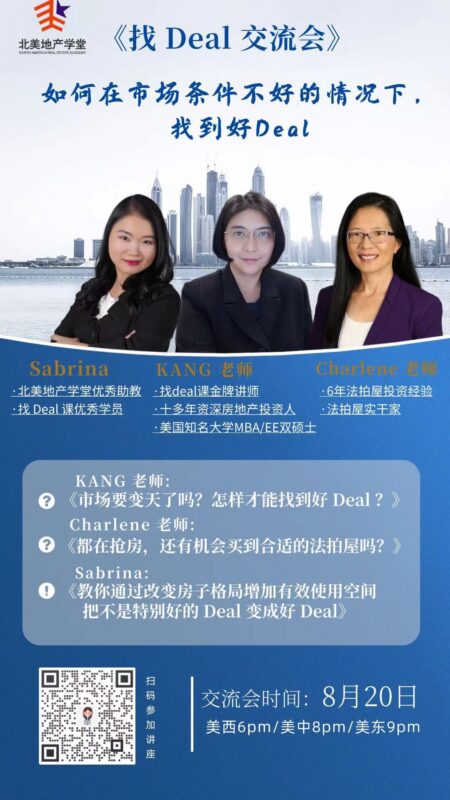 北美地产学堂
NORTH AMERICA REAL ESTATE ACADEMY
《找 Deal 交流会》
如何在市场条件不好的情况下，
找到好Deal
Sabrina
·北美地产学堂优秀助教
·找 Deal 课优秀学员
KANG 老师
·找deal课金牌讲师
·十多年资深房地产投资人
·美国知名大学MBA/EE双硕士
Charlene 老师
·6年法拍屋投资经验
·法拍屋实干家
KANG 老师:
? 《市场要变天了吗？怎样才能找到好 Deal ？》
Charlene 老师:
? 《都在抢房，还有机会买到合适的法拍屋吗？》
Sabrina:
! 《教你通过改变房子格局增加有效使用空间
把不是特别好的 Deal 变成好 Deal》
扫码参加讲座
交流会时间：8月20日
美西6pm/美中8pm/美东9pm